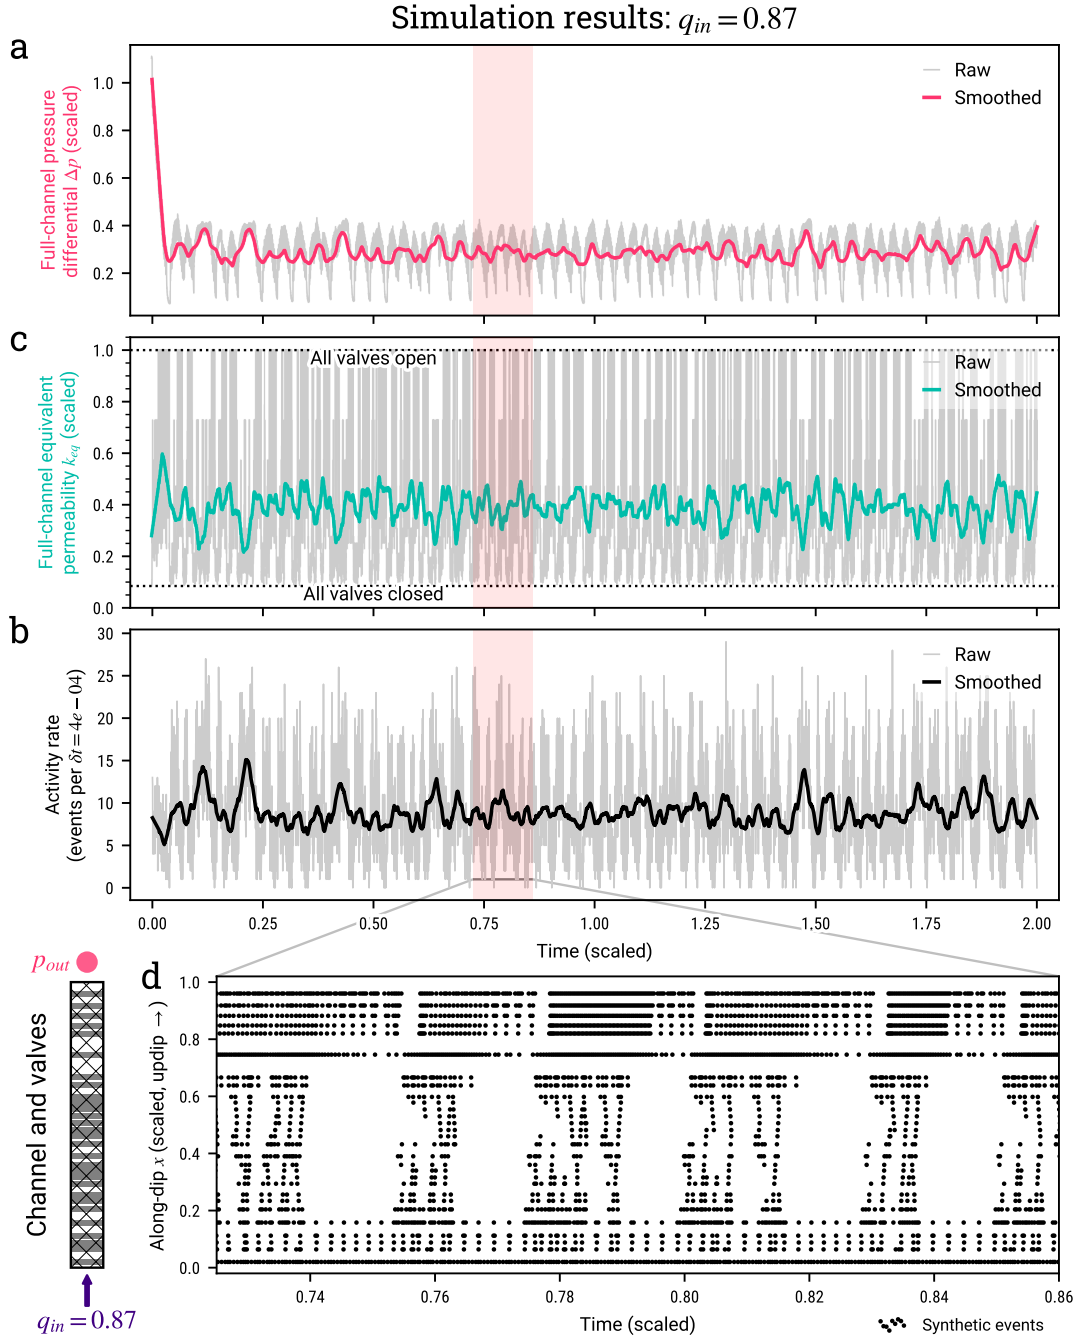 Simulation results: q_in = 0.87
a
Full-channel pressure
differential Δp (scaled)
1.0
0.8
0.6
0.4
0.2
Raw
Smoothed
c
Full-channel equivalent
permeability k_eq (scaled)
1.0
0.8
0.6
0.4
0.2
0.0
All valves open
All valves closed
Raw
Smoothed
b
Activity rate
(events per δt = 4e − 04)
30
25
20
15
10
5
0
Raw
Smoothed
0.00 0.25 0.50 0.75 1.00 1.25 1.50 1.75 2.00
Time (scaled)
p_out
Channel and valves
q_in = 0.87
d
Along-dip x (scaled, updip → )
1.0
0.8
0.6
0.4
0.2
0.0
0.74 0.76 0.78 0.80 0.82 0.84 0.86
Time (scaled)
Synthetic events